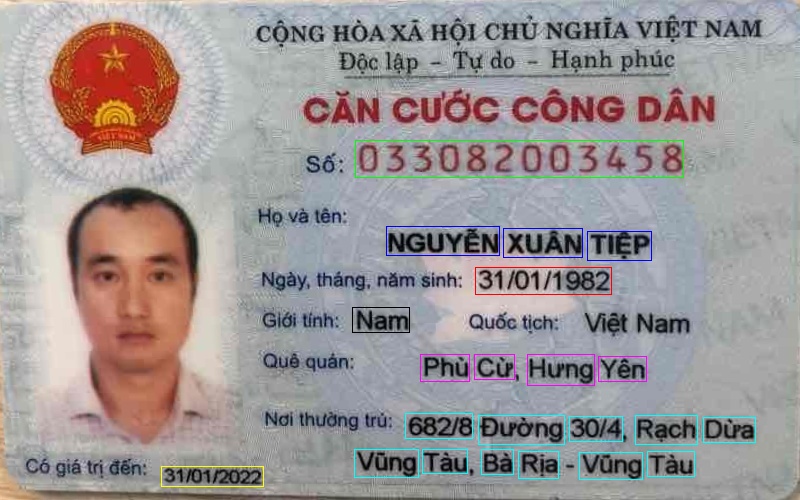 CỘNG HÒA XÃ HỘI CHỦ NGHĨA VIỆT NAM
Độc lập - Tự do - Hạnh phúc
CĂN CƯỚC CÔNG DÂN
VIỆT NAM
Số: 033082003458
Họ và tên:
NGUYỄN XUÂN TIỆP
Ngày, tháng, năm sinh: 31/01/1982
Giới tính: Nam Quốc tịch: Việt Nam
Quê quán: Phù Cừ, Hưng Yên
Nơi thường trú: 682/8 Đường 30/4, Rạch Dừa
Vũng Tàu, Bà Rịa - Vũng Tàu
Có giá trị đến: 31/01/2022